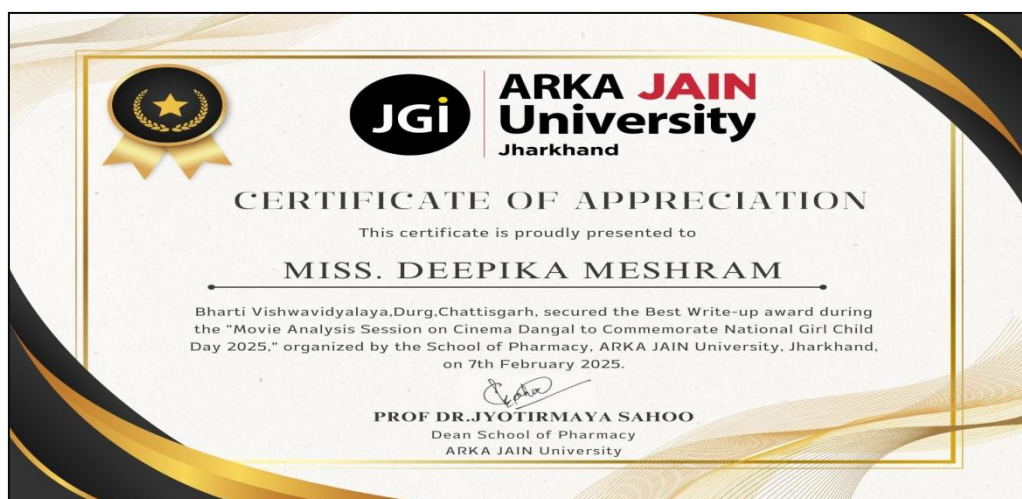 JGi
ARKA JAIN
University
Jharkhand
CERTIFICATE OF APPRECIATION
This certificate is proudly presented to
MISS. DEEPIKA MESHRAM
Bharti Vishwavidyalaya,Durg,Chattisgarh, secured the Best Write-up award during
the "Movie Analysis Session on Cinema Dangal to Commemorate National Girl Child
Day 2025," organized by the School of Pharmacy, ARKA JAIN University, Jharkhand,
on 7th February 2025.
PROF DR.JYOTIRMAYA SAHOO
Dean School of Pharmacy
ARKA JAIN University